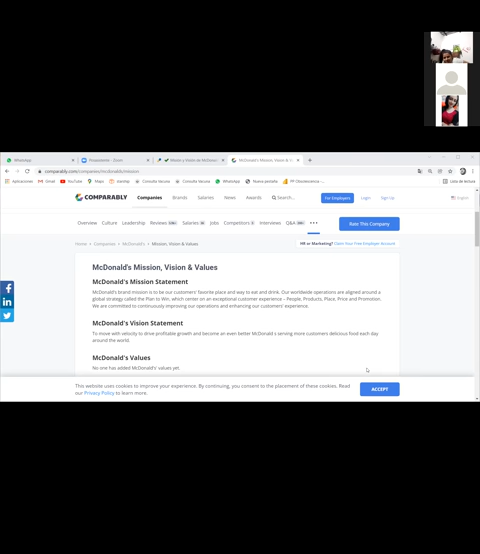 WhatsApp
Presentamos - Zoom
McDonald's Mission, Vision & V
comparably.com/companies/mcdonalds/mission
Aplicaciones Gmail YouTube Maps Consulta Vacuna Consulta Vacuna WhatsApp Nueva pestaña Lista de lectura
COMPARABLY Companies Brands Salaries News Awards Search... For Employers Login Sign Up English
Overview Culture Leadership Reviews Salaries Jobs Competitors Interviews Q&A ••• Rate This Company
Home > Companies > McDonald's > Mission, Vision & Values
HR or Marketing? Claim Your Free Employer Account
McDonald's Mission, Vision & Values
McDonald's Mission Statement
McDonald's brand mission is to be our customers' favorite place and way to eat and drink. Our worldwide operations are aligned around a
global strategy called the Plan to Win, which center on an exceptional customer experience – People, Products, Place, Price and Promotion.
We are committed to continuously improving our operations and enhancing our customers' experience.
McDonald's Vision Statement
To move with velocity to drive profitable growth and become an even better McDonald s serving more customers delicious food each day
around the world.
McDonald's Values
No one has added McDonalds' values yet.
This website uses cookies to improve your experience. By continuing, you consent to the placement of these cookies. Read
our Privacy Policy to learn more.
ACCEPT